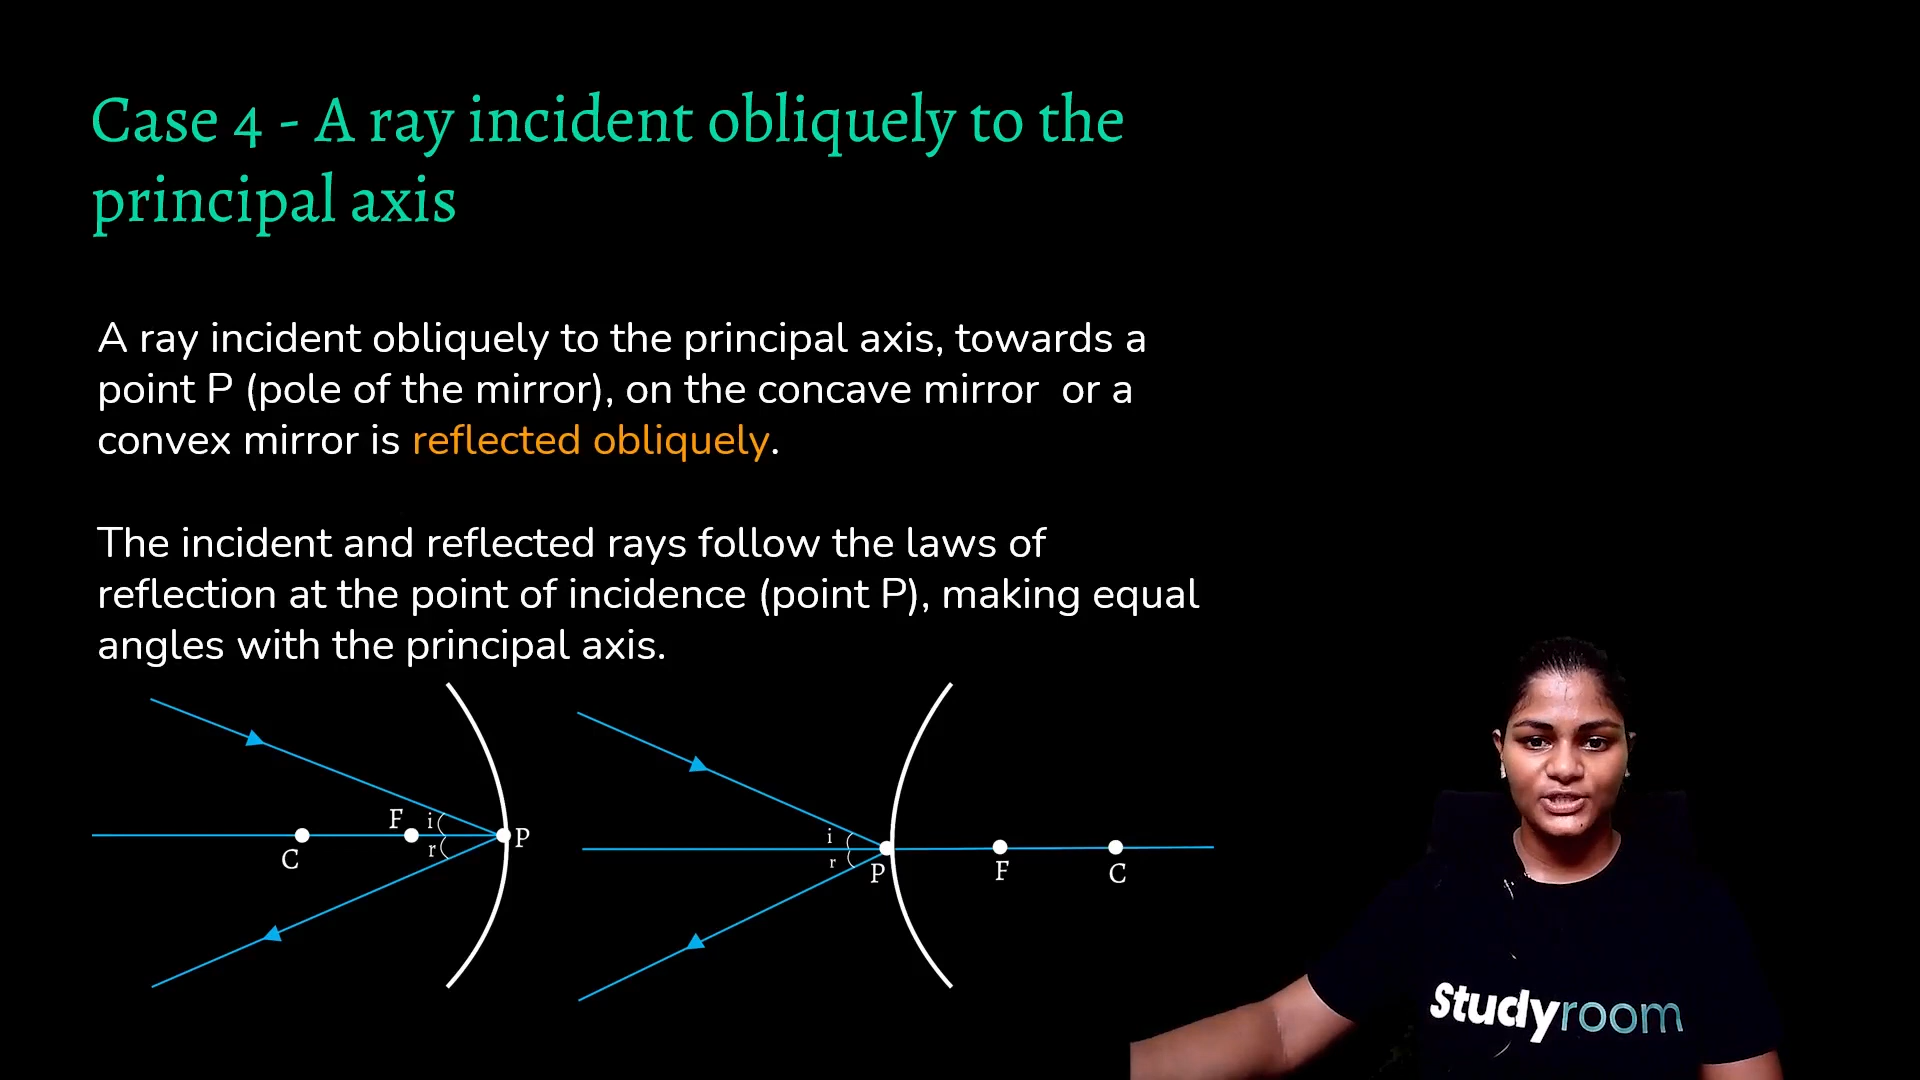 Case 4 - A ray incident obliquely to the
principal axis
A ray incident obliquely to the principal axis, towards a
point P (pole of the mirror), on the concave mirror or a
convex mirror is reflected obliquely.
The incident and reflected rays follow the laws of
reflection at the point of incidence (point P), making equal
angles with the principal axis.
F i
r
C
P
i
r
P
F
C
Studyroom